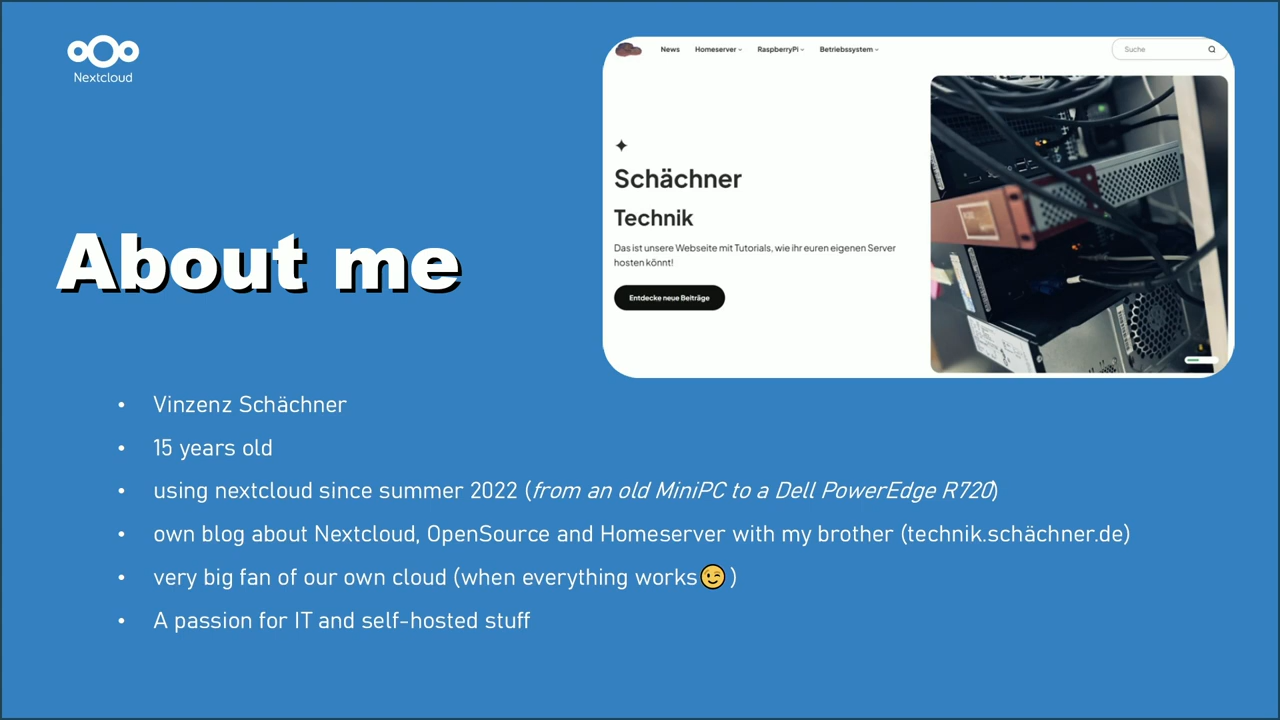 Nextcloud
News Homeserver RaspberryPi Betriebssystem Suche
Schächner
Technik
Das ist unsere Webseite mit Tutorials, wie ihr euren eigenen Server
hosten könnt!
Entdecke neue Beiträge
About me
• Vinzenz Schächner
• 15 years old
• using nextcloud since summer 2022 (from an old MiniPC to a Dell PowerEdge R720)
• own blog about Nextcloud, OpenSource and Homeserver with my brother (technik.schächner.de)
• very big fan of our own cloud (when everything works😉)
• A passion for IT and self-hosted stuff